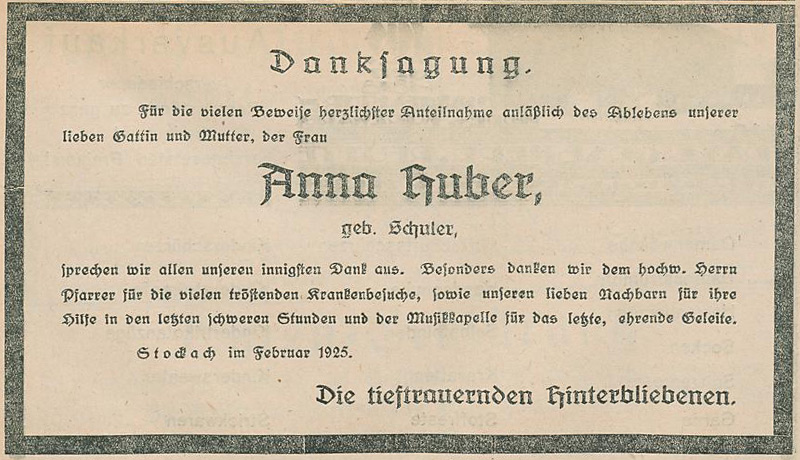 Danksagung.
Für die vielen Beweise herzlichster Anteilnahme anläßlich des Ablebens unserer
lieben Gattin und Mutter, der Frau
Anna Huber,
geb. Schuler,
sprechen wir allen unseren innigsten Dank aus. Besonders danken wir dem hochw. Herrn
Pfarrer für die vielen tröstenden Krankenbesuche, sowie unseren lieben Nachbarn für ihre
Hilfe in den letzten schweren Stunden und der Musikkapelle für das letzte, ehrende Geleite.
Stockach im Februar 1925.
Die tieftrauernden Hinterbliebenen.